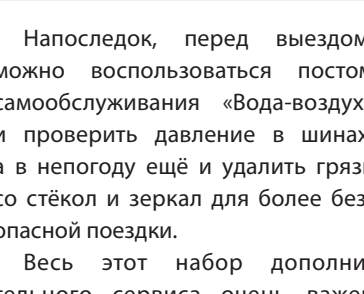 Напоследок, перед выездом
можно воспользоваться постом
самообслуживания «Вода-воздух
и проверить давление в шинах
а в непогоду ещё и удалить гряз
со стёкол и зеркал для более без
опасной поездки.
Весь этот набор дополни
тельного сервиса очень важен